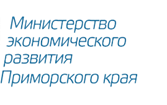 Министерство
экономического
развития
Приморского края